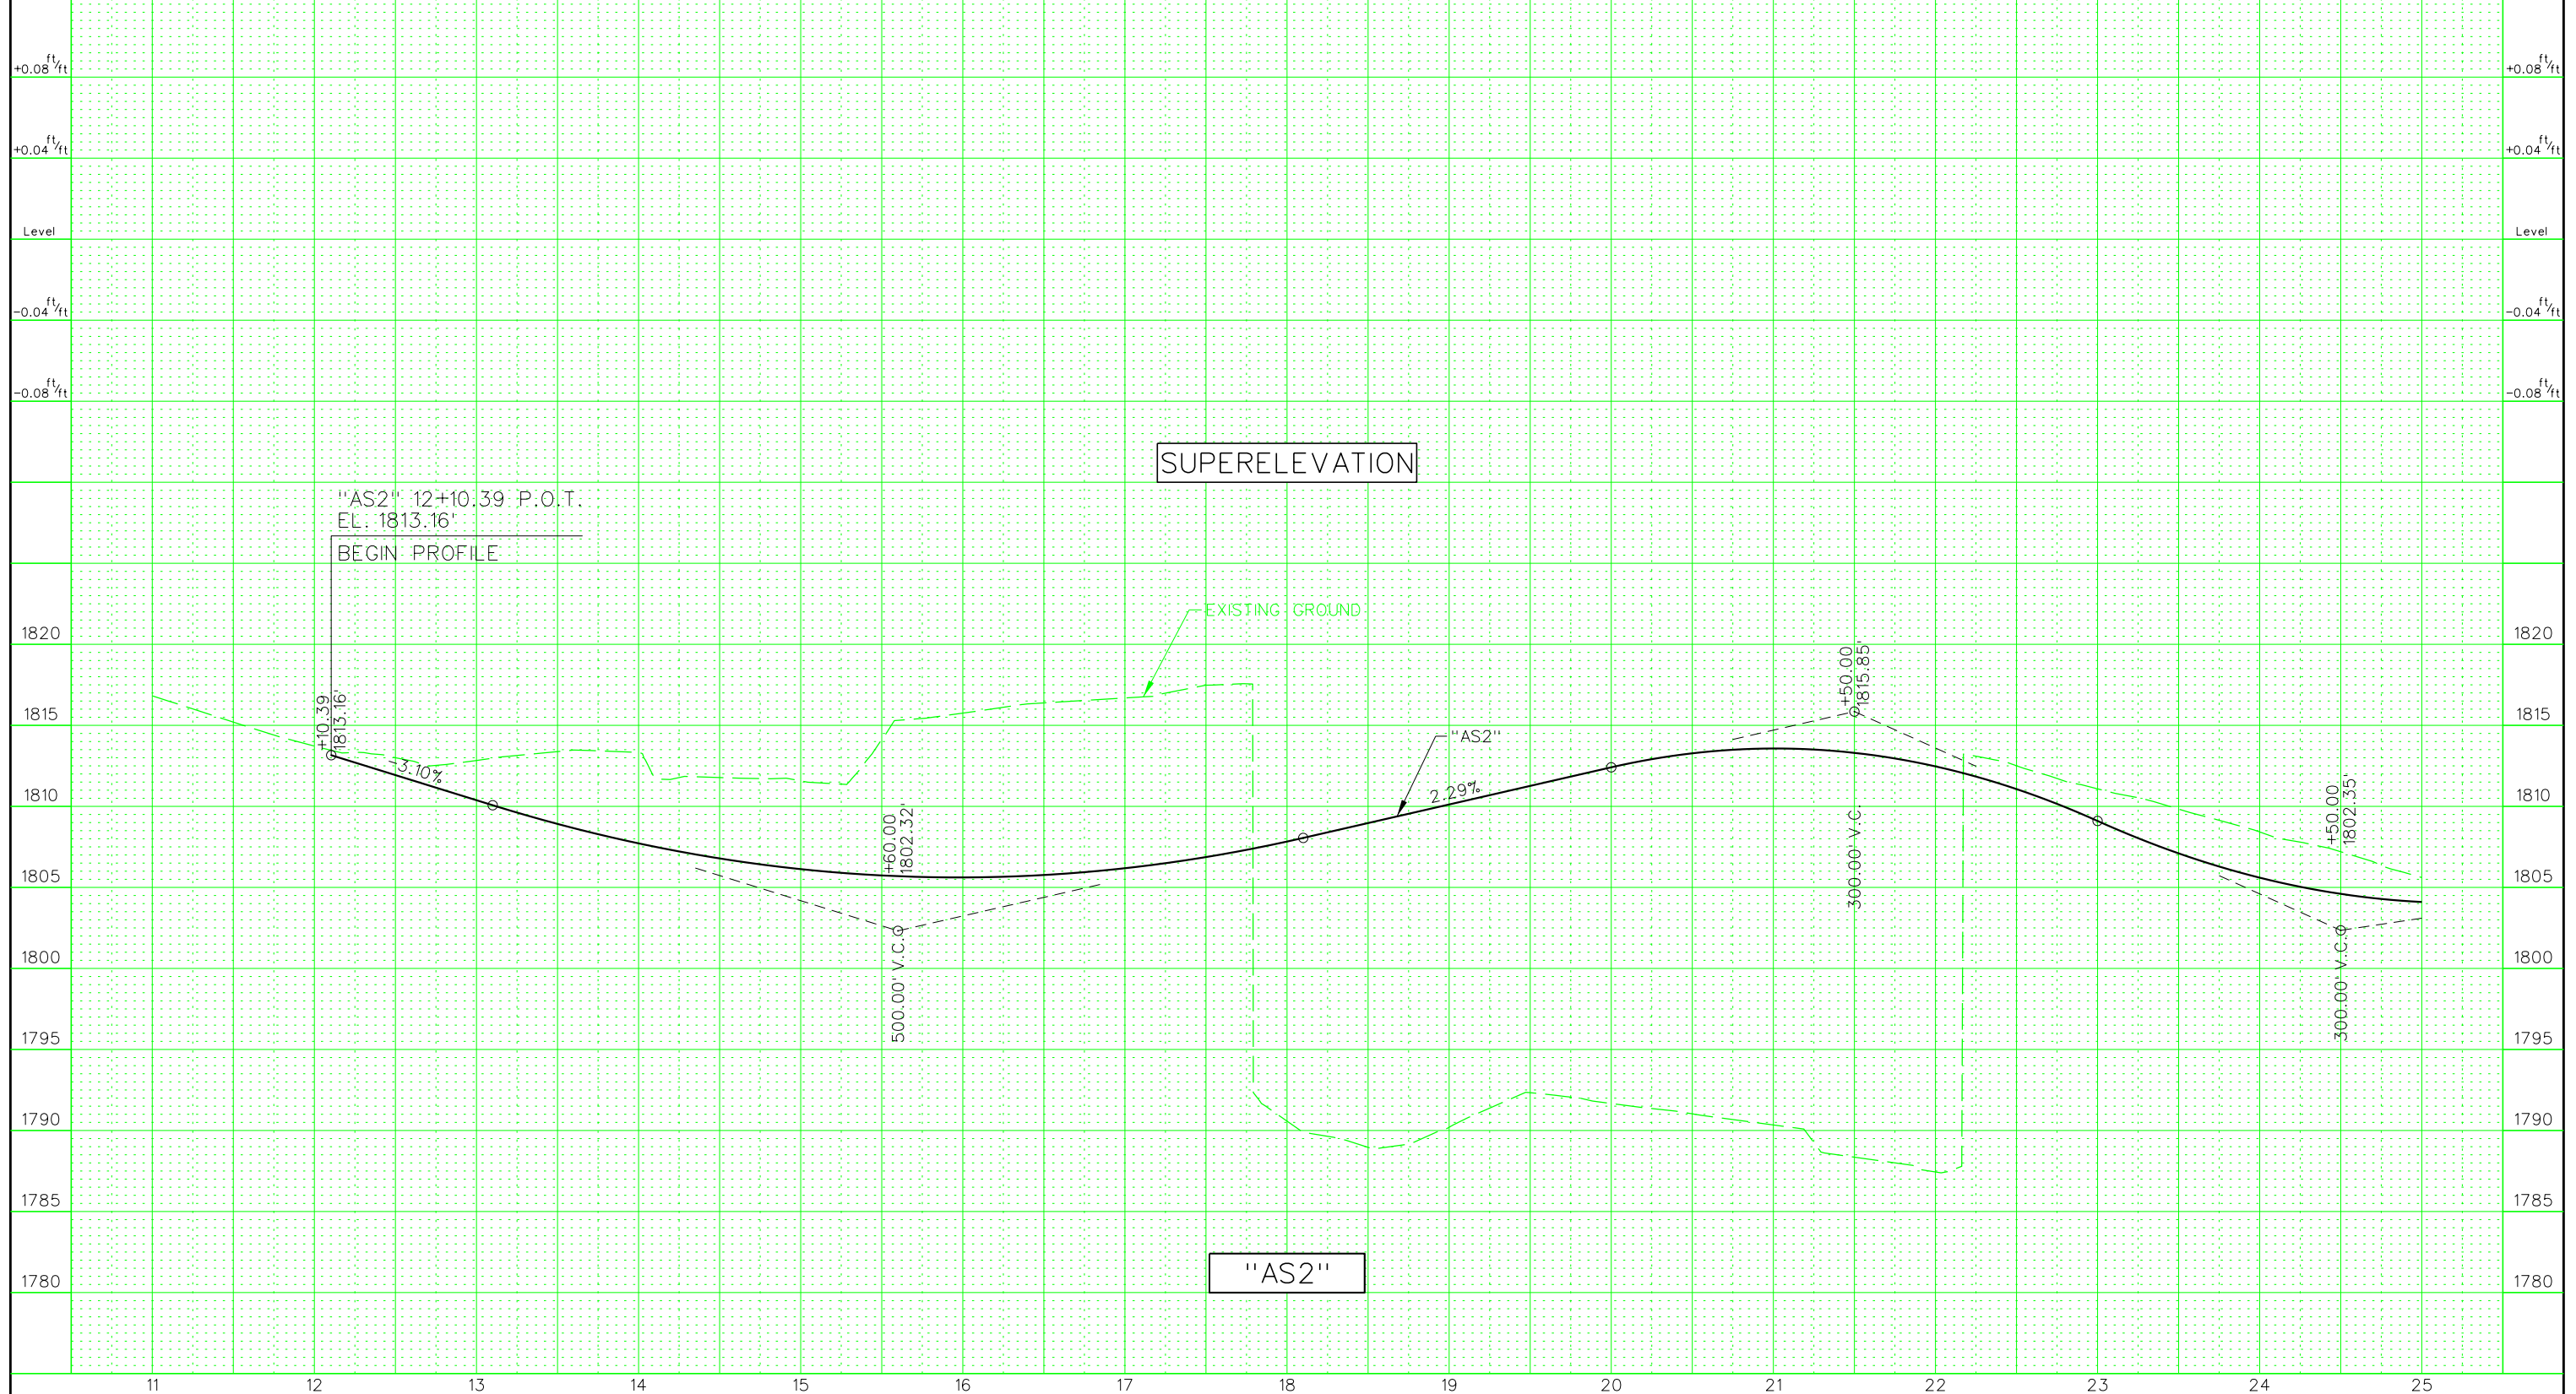 +0.08 ft/ft
+0.08 ft/ft
+0.04 ft/ft
+0.04 ft/ft
Level
Level
-0.04 ft/ft
-0.04 ft/ft
-0.08 ft/ft
-0.08 ft/ft
SUPERELEVATION
"AS2" 12+10.39 P.O.T.
EL. 1813.16'
BEGIN PROFILE
EXISTING GROUND
1820
1820
+10.39
1813.16'
+50.00
1815.85'
1815
1815
"AS2"
-3.10%
2.29%
1810
1810
+60.00
1802.32'
300.00' V.C.
+50.00
1802.35'
1805
1805
500.00' V.C.
300.00' V.C.
1800
1800
1795
1795
1790
1790
1785
1785
"AS2"
1780
1780
11 12 13 14 15 16 17 18 19 20 21 22 23 24 25